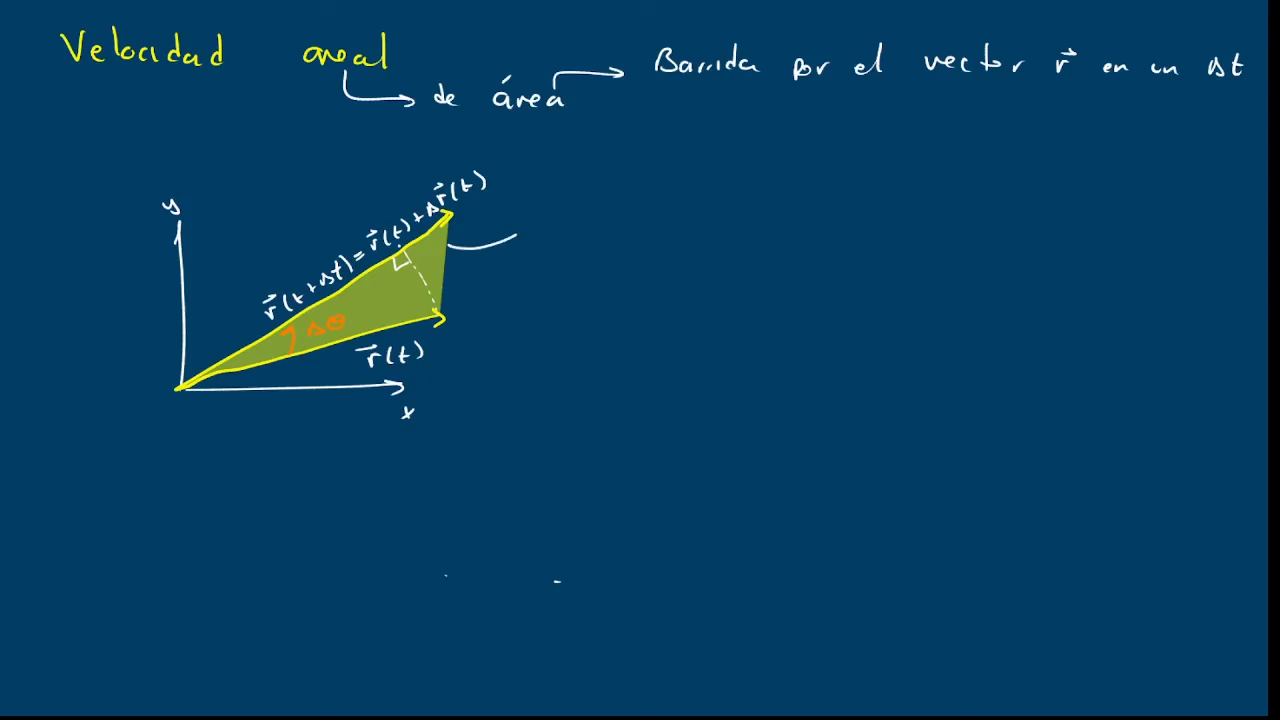 Velocidad areal
de área
Barrida por el vector r⃗ en un Δt
y
r⃗(t+Δt) = r⃗(t) + Δr⃗(t)
Δθ
r⃗(t)
x